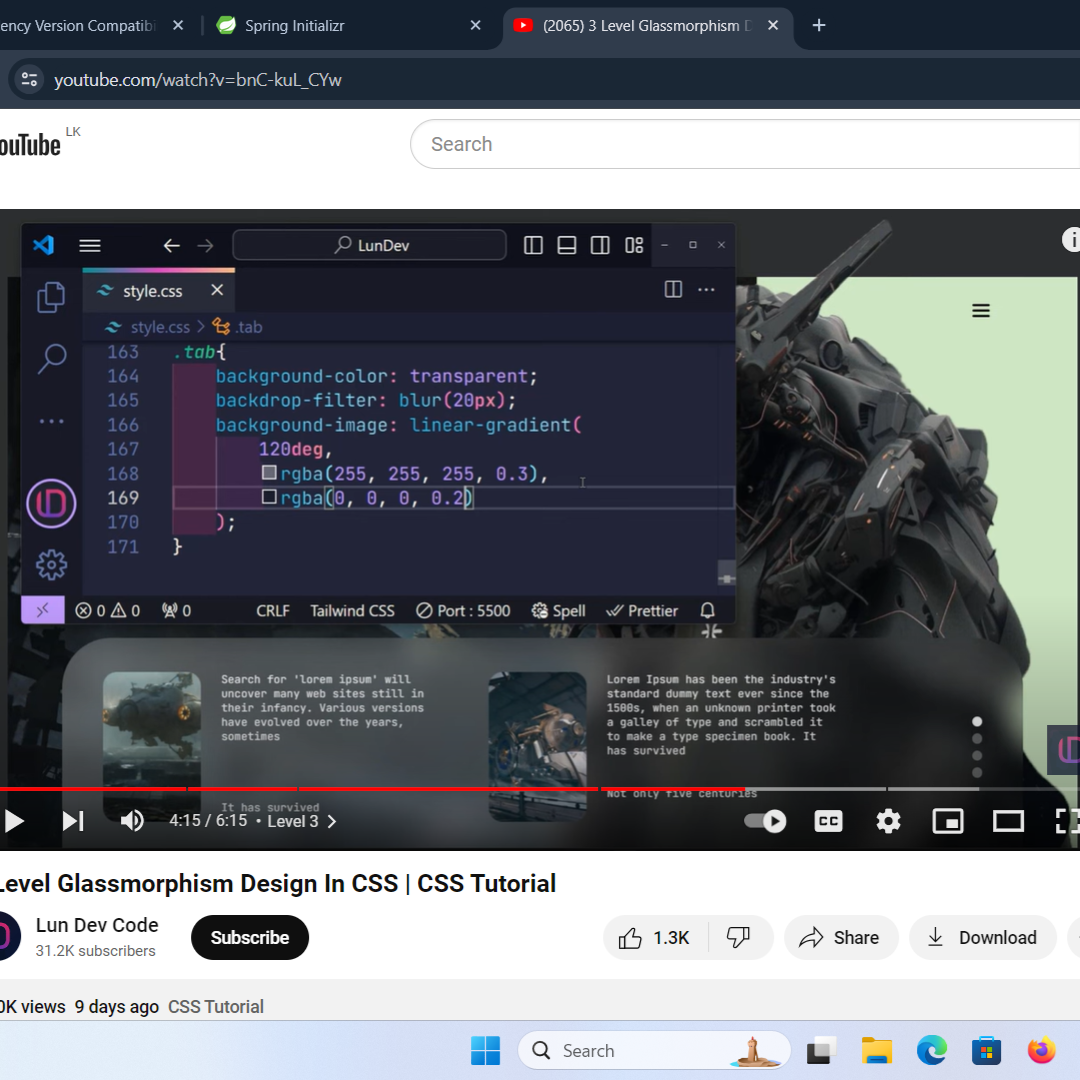 ency Version Compatibi
Spring Initializr
(2065) 3 Level Glassmorphism D
youtube.com/watch?v=bnC-kuL_CYw
ouTube LK
Search
LunDev
style.css
style.css > .tab
163 .tab{
164 background-color: transparent;
165 backdrop-filter: blur(20px);
166 background-image: linear-gradient(
167 120deg,
168 rgba(255, 255, 255, 0.3),
169 rgba(0, 0, 0, 0.2)
170 );
171 }
0 0 0 CRLF Tailwind CSS Port : 5500 Spell Prettier
Search for 'lorem ipsum' will
uncover many web sites still in
their infancy. Various versions
have evolved over the years,
sometimes
It has survived
Lorem Ipsum has been the industry's
standard dummy text ever since the
1500s, when an unknown printer took
a galley of type and scrambled it
to make a type specimen book. It
has survived
Not only five centuries
4:15 / 6:15 • Level 3 >
CC
Level Glassmorphism Design In CSS | CSS Tutorial
Lun Dev Code
31.2K subscribers
Subscribe
1.3K
Share
Download
0K views 9 days ago CSS Tutorial
Search